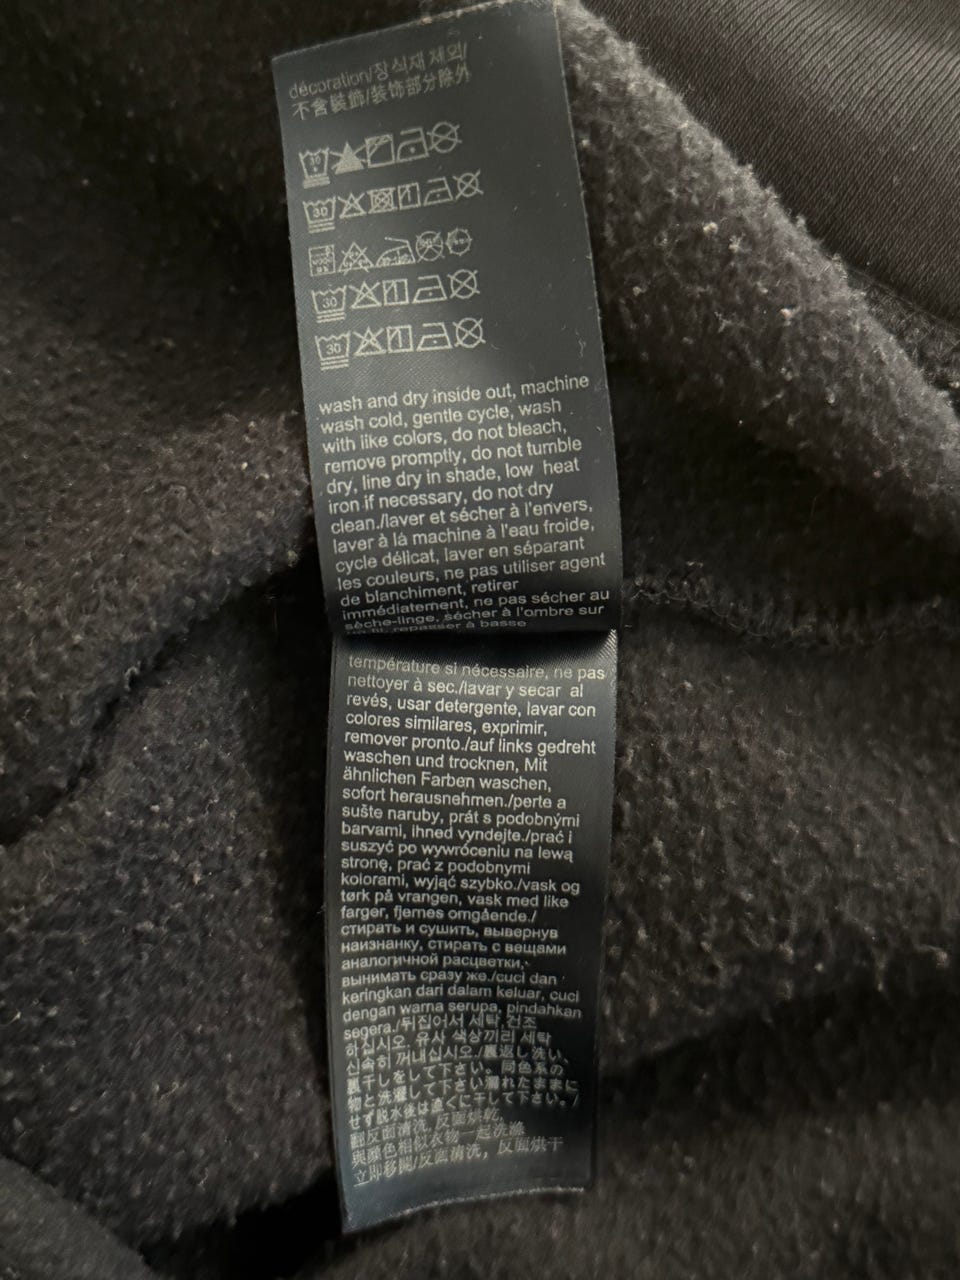 décoration/장식재 제외/
不含裝飾/装饰部分除外
30
30
30
30
wash and dry inside out, machine
wash cold, gentle cycle, wash
with like colors, do not bleach,
remove promptly, do not tumble
dry, line dry in shade, low heat
iron if necessary, do not dry
clean./laver et sécher à l'envers,
laver à là machine à l'eau froide,
cycle délicat, laver en séparant
les couleurs, ne pas utiliser agent
de blanchiment, retirer
immédiatement, ne pas sécher au
sèche-linge, sécher à l'ombre sur
un fil, repasser à basse
température si nécessaire, ne pas
nettoyer à sec./lavar y secar al
revés, usar detergente, lavar con
colores similares, exprimir,
remover pronto./auf links gedreht
waschen und trocknen, Mit
ähnlichen Farben waschen,
sofort herausnehmen./perte a
sušte naruby, prát s podobnými
barvami, ihned vyndejte./prać i
suszyć po wywróceniu na lewą
stronę, prać z podobnymi
kolorami, wyjąć szybko./vask og
tørk på vrangen, vask med like
farger, fjernes omgående./
стирать и сушить, вывернув
наизнанку, стирать с вещами
аналогичной расцветки,
вынимать сразу же./cuci dan
keringkan dari dalam keluar, cuci
dengan warna serupa, pindahkan
segera./뒤집어서 세탁,건조
하십시오, 유사 색상끼리 세탁
신속히 꺼내십시오./裏返し洗い、
裏干しをして下さい。同色系の
物と洗濯して下さい濡れたままに
せず脱水後は直ぐに干して下さい。/
翻反面清洗, 反面烘乾,
與顏色相似衣物一起洗滌
立即移開/反面清洗，反面烘干